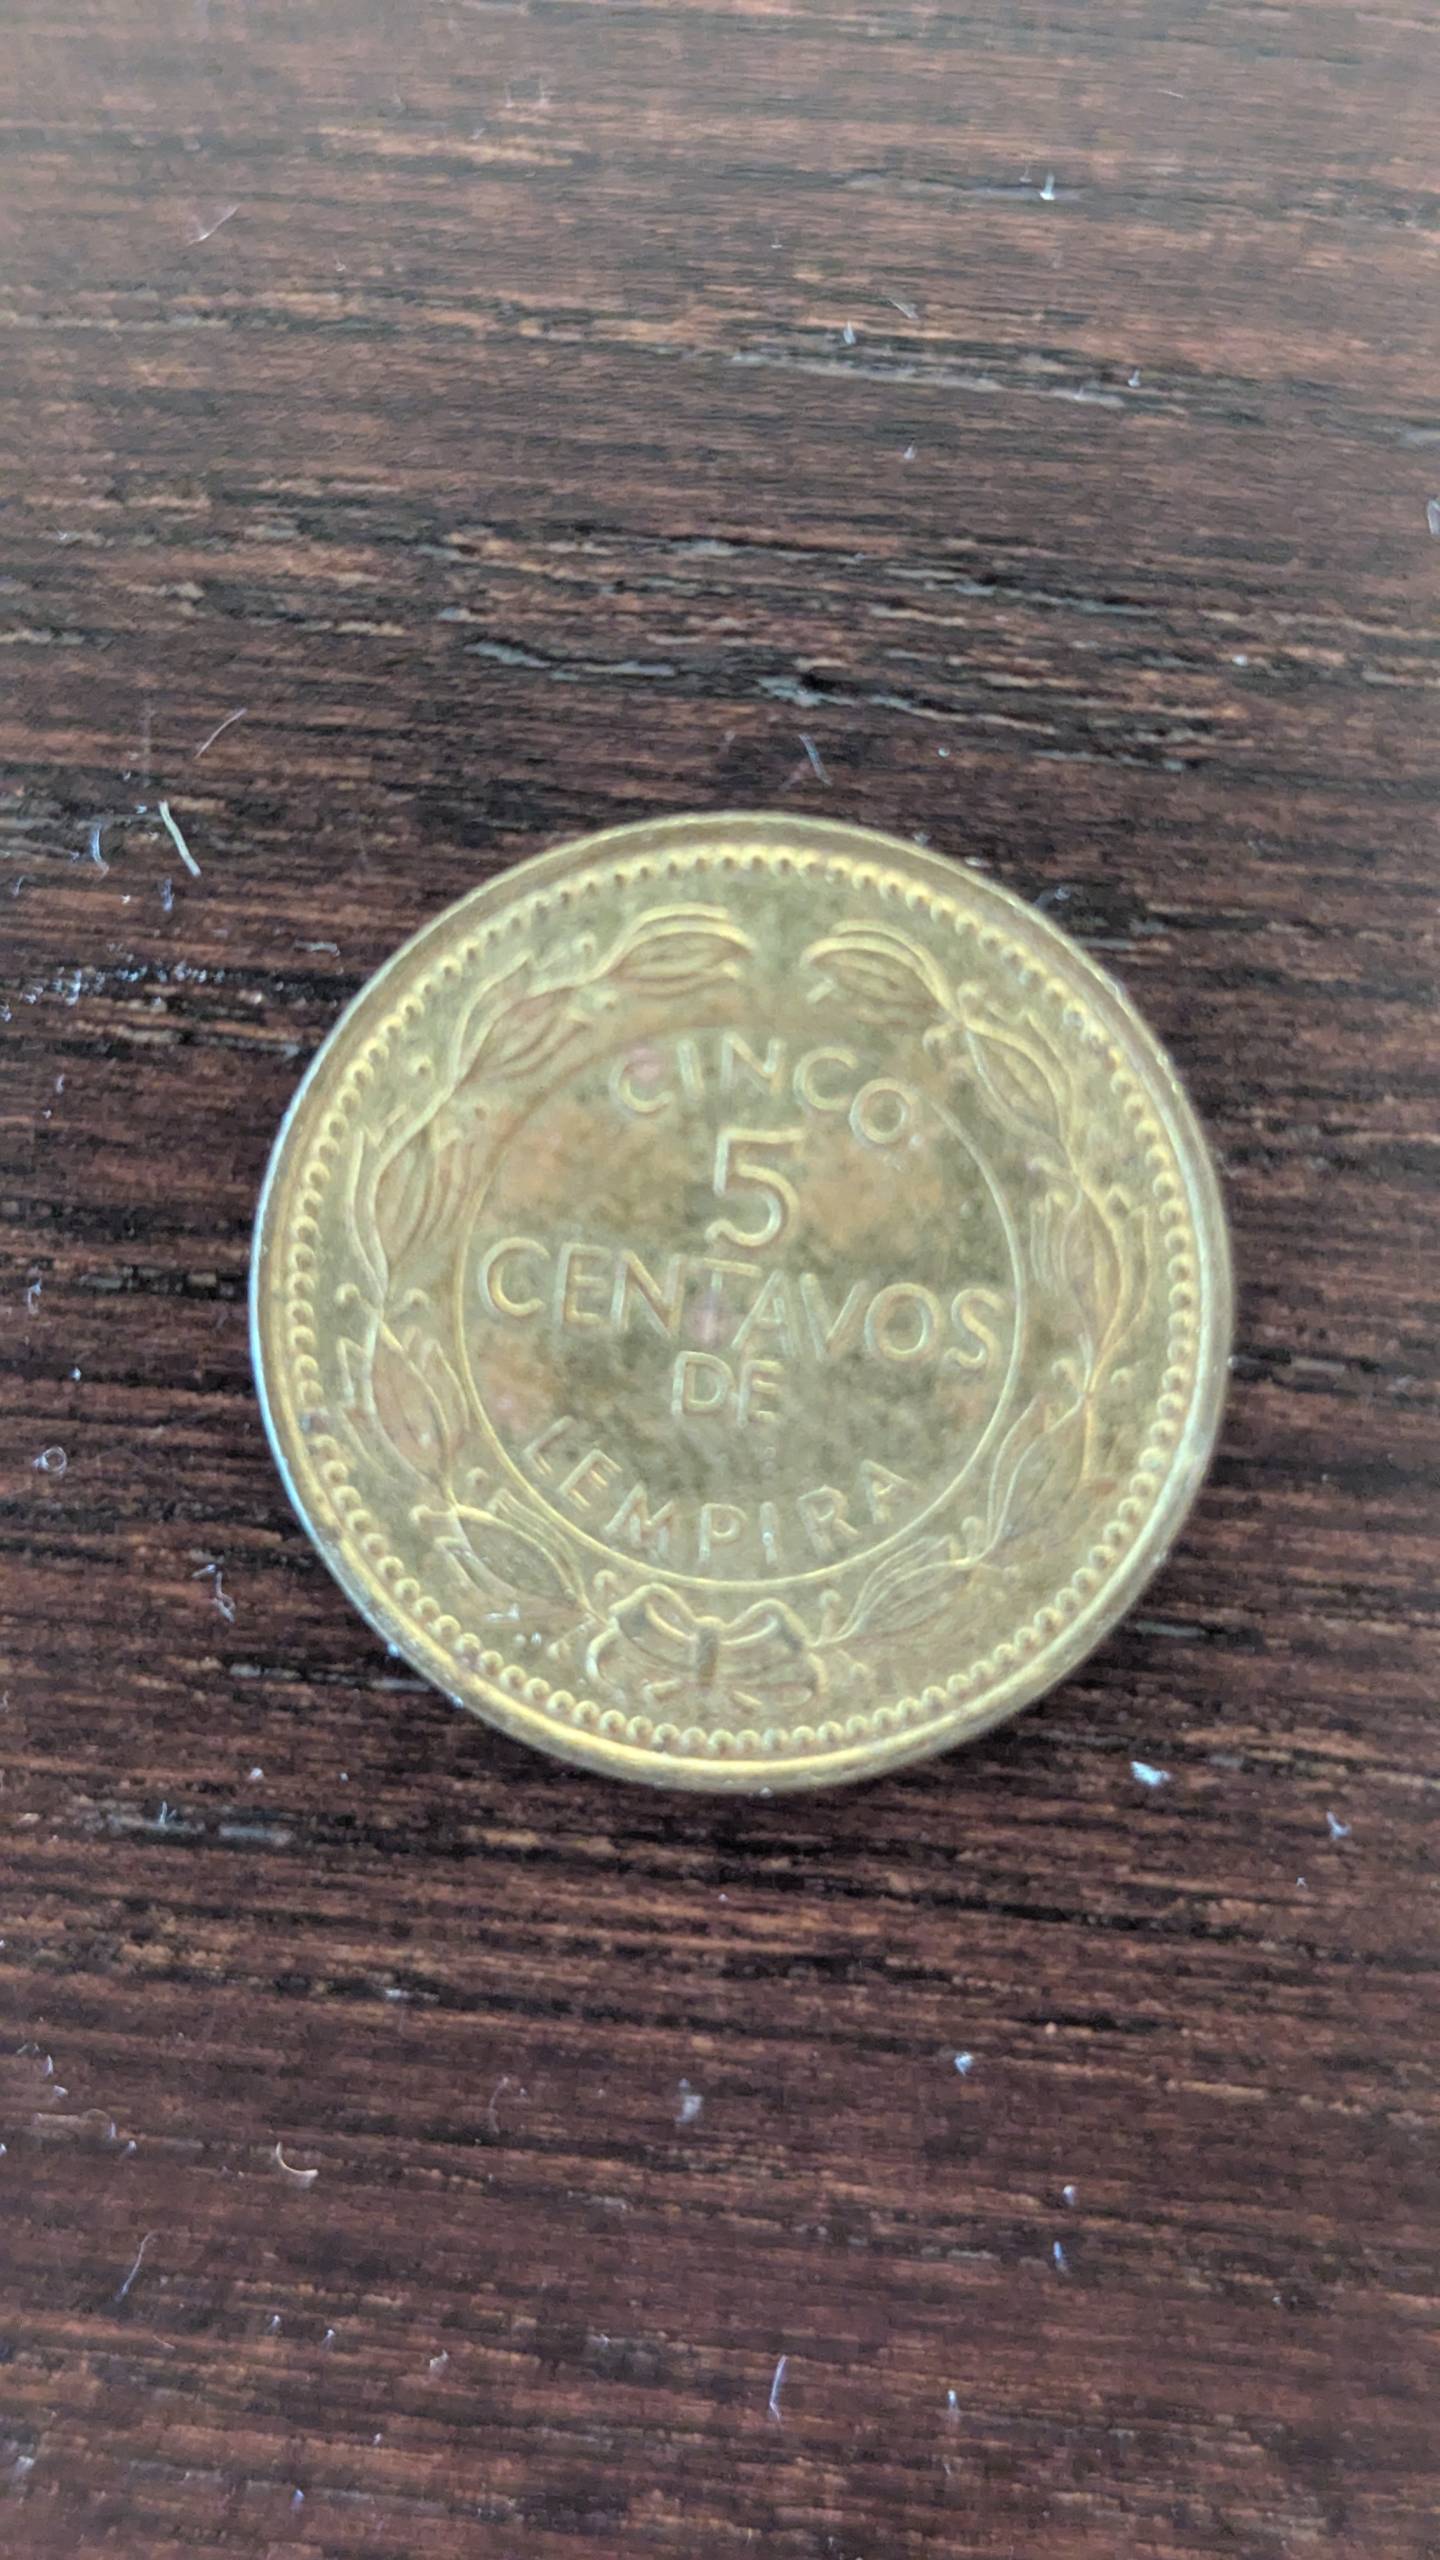 CINCO
5
CENTAVOS
DE
LEMPIRA